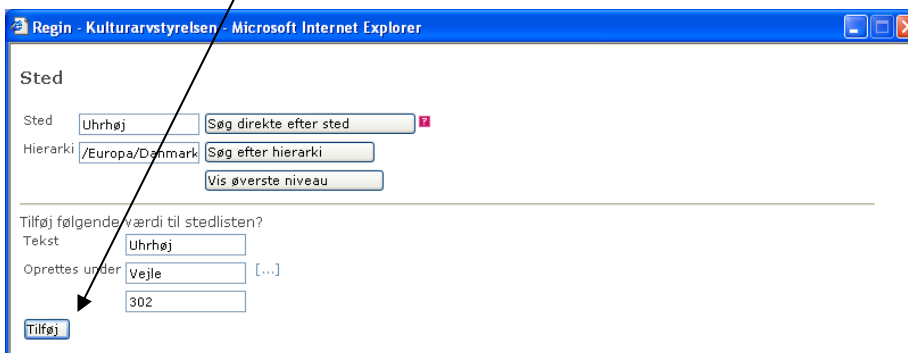 Regin - Kulturarvstyrelsen - Microsoft Internet Explorer
Sted
Sted Uhrhøj Søg direkte efter sted ?
Hierarki /Europa/Danmark Søg efter hierarki
Vis øverste niveau
Tilføj følgende værdi til stedlisten?
Tekst Uhrhøj
Oprettes under Vejle [...]
302
Tilføj